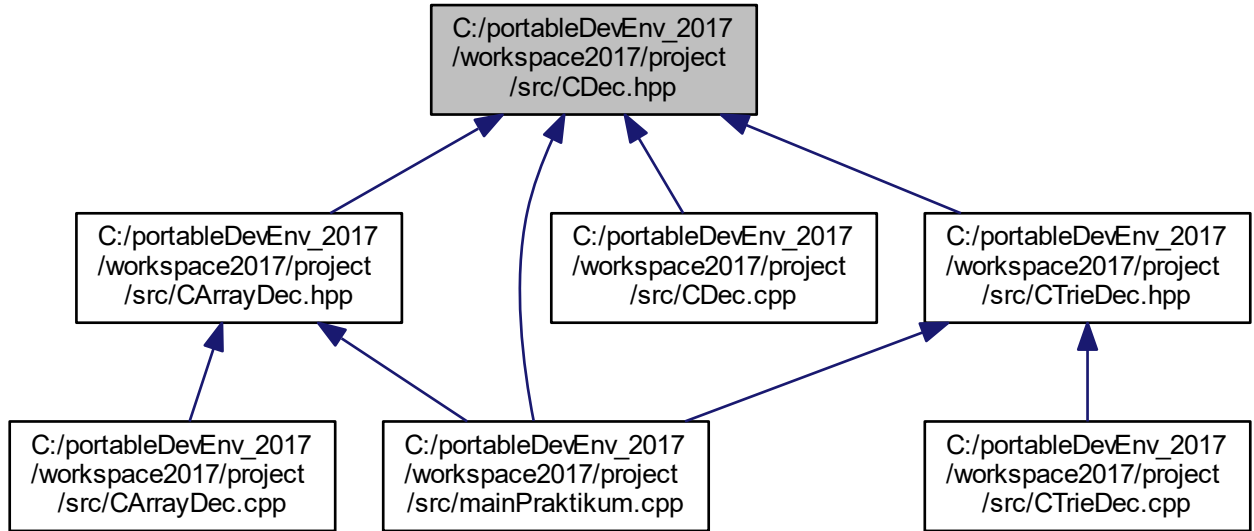 C:/portableDevEnv_2017
/workspace2017/project
/src/CDec.hpp
C:/portableDevEnv_2017
/workspace2017/project
/src/CArrayDec.hpp
C:/portableDevEnv_2017
/workspace2017/project
/src/CDec.cpp
C:/portableDevEnv_2017
/workspace2017/project
/src/CTrieDec.hpp
C:/portableDevEnv_2017
/workspace2017/project
/src/CArrayDec.cpp
C:/portableDevEnv_2017
/workspace2017/project
/src/mainPraktikum.cpp
C:/portableDevEnv_2017
/workspace2017/project
/src/CTrieDec.cpp